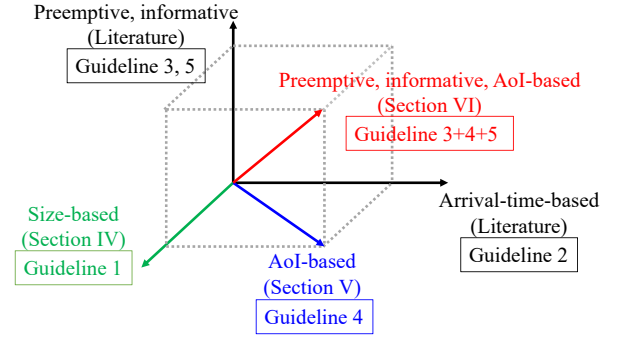 Preemptive, informative
(Literature)
Guideline 3, 5
Preemptive, informative, AoI-based
(Section VI)
Guideline 3+4+5
Arrival-time-based
(Literature)
Guideline 2
Size-based
(Section IV)
Guideline 1
AoI-based
(Section V)
Guideline 4